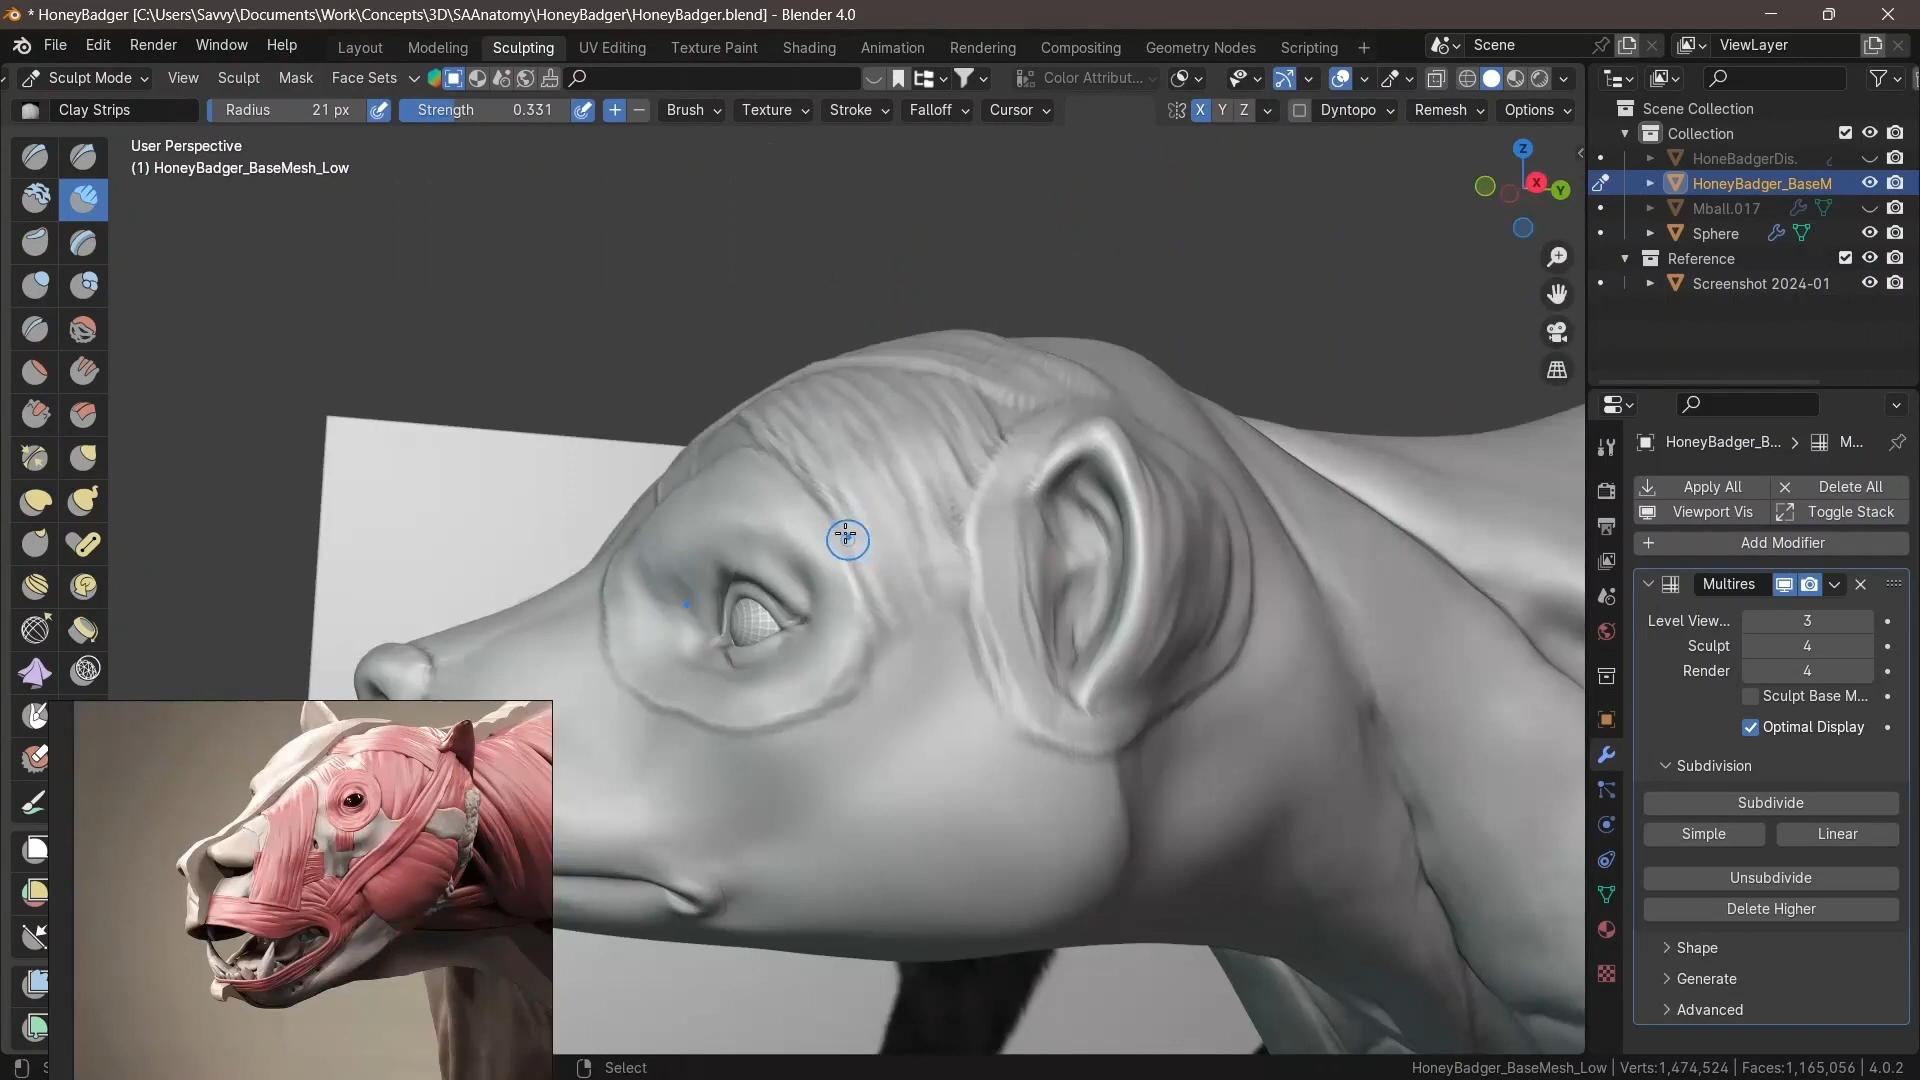 * HoneyBadger [C:\Users\Savvy\Documents\Work\Concepts\3D\SAAnatomy\HoneyBadger\HoneyBadger.blend] - Blender 4.0
File Edit Render Window Help Layout Modeling Sculpting UV Editing Texture Paint Shading Animation Rendering Compositing Geometry Nodes Scripting + Scene ViewLayer
Sculpt Mode View Sculpt Mask Face Sets Color Attribut...
Clay Strips Radius 21 px Strength 0.331 Brush Texture Stroke Falloff Cursor X Y Z Dyntopo Remesh Options
User Perspective
(1) HoneyBadger_BaseMesh_Low
Z
X
Y
Scene Collection
Collection
HoneBadgerDis.
HoneyBadger_BaseM
Mball.017
Sphere
Reference
Screenshot 2024-01
HoneyBadger_B... > M...
Apply All Delete All
Viewport Vis Toggle Stack
Add Modifier
Multires
Level View... 3
Sculpt 4
Render 4
Sculpt Base M...
Optimal Display
Subdivision
Subdivide
Simple Linear
Unsubdivide
Delete Higher
Shape
Generate
Advanced
S Select HoneyBadger_BaseMesh_Low | Verts:1,474,524 | Faces:1,165,056 | 4.0.2